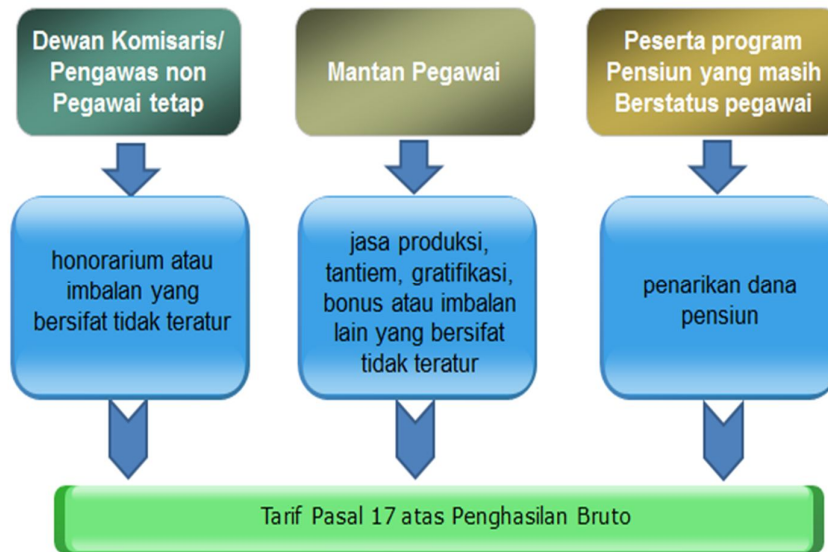 Dewan Komisaris/
Pengawas non
Pegawai tetap
Mantan Pegawai
Peserta program
Pensiun yang masih
Berstatus pegawai
honorarium atau
imbalan yang
bersifat tidak teratur
jasa produksi,
tantiem, gratifikasi,
bonus atau imbalan
lain yang bersifat
tidak teratur
penarikan dana
pensiun
Tarif Pasal 17 atas Penghasilan Bruto